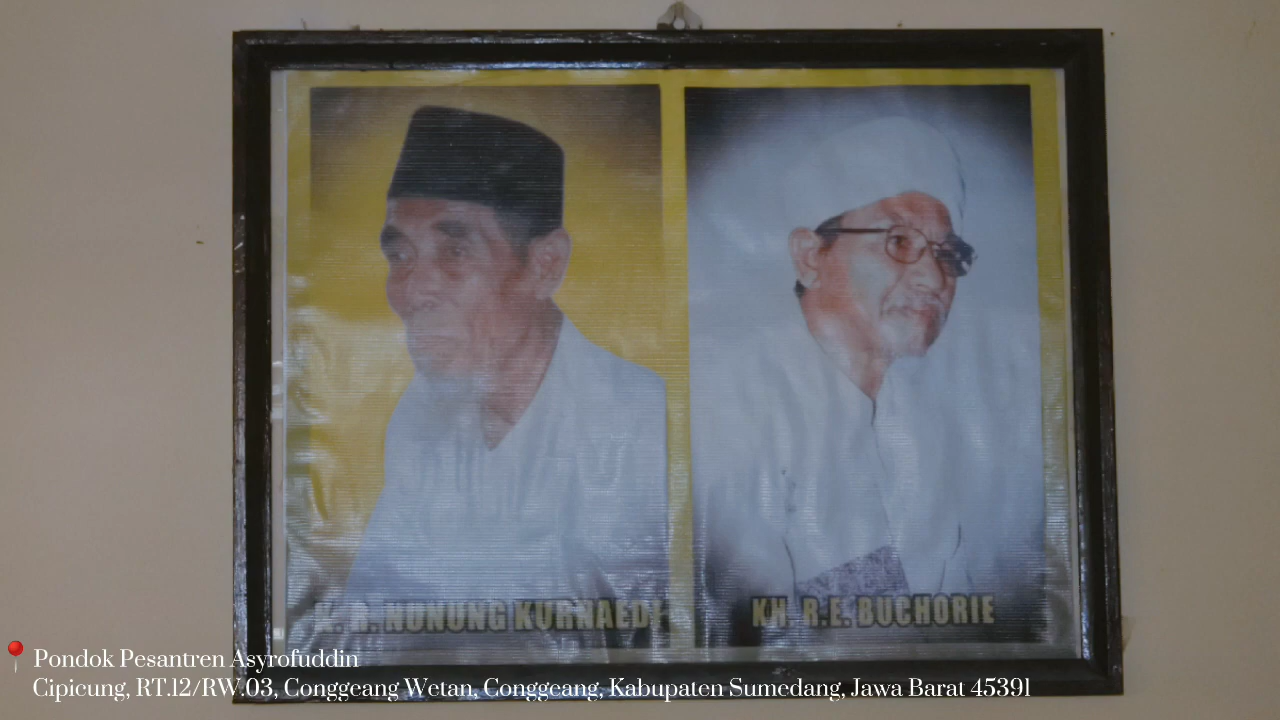 K. R. NUNUNG KURNAEDI
KH. R.E. BUCHORIE
Pondok Pesantren Asyrofuddin
Cipicung, RT.12/RW.03, Conggeang Wetan, Conggeang, Kabupaten Sumedang, Jawa Barat 45391